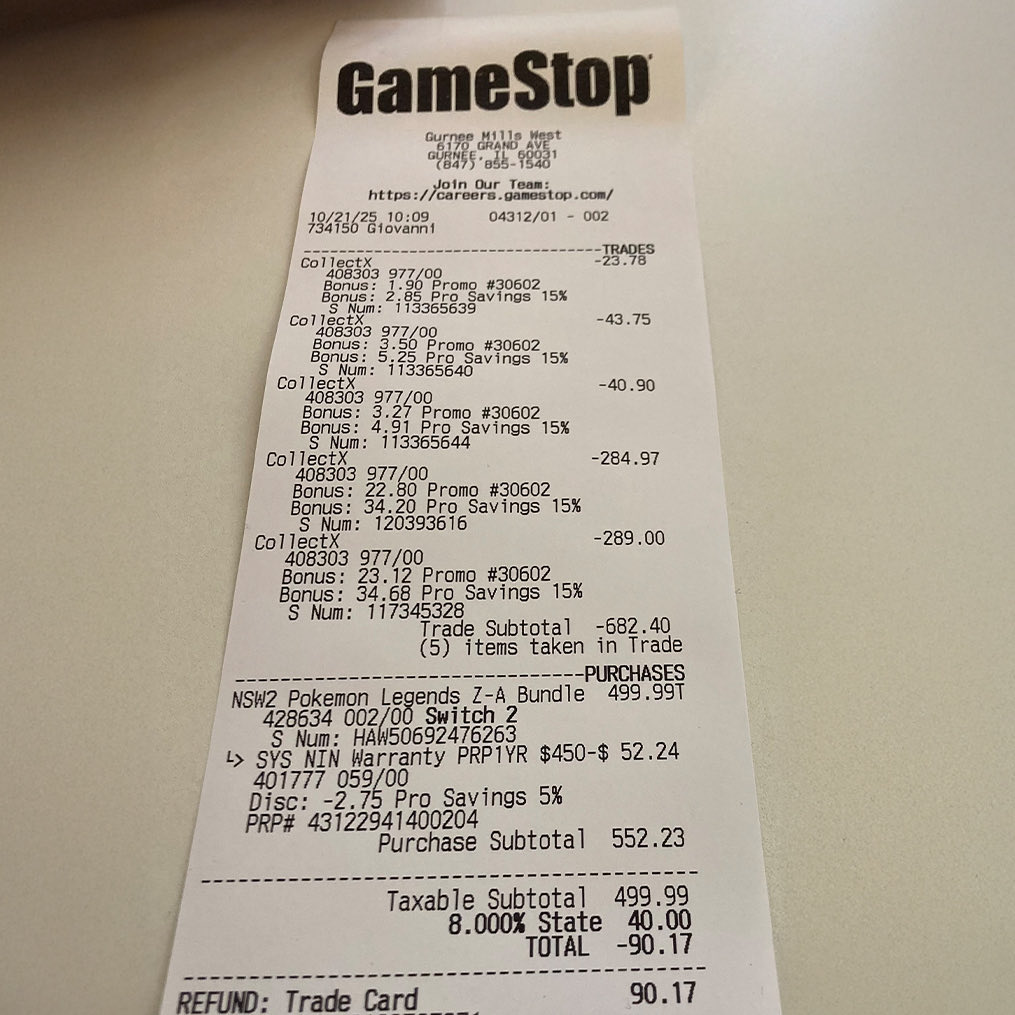 GameStop
Gurnee Mills West
6170 GRAND AVE
GURNEE, IL 60031
(847) 855-1540
Join Our Team:
https://careers.gamestop.com/
10/21/25 10:09 04312/01 - 002
734150 Giovanni
--------------------------------TRADES
CollectX -23.78
408303 977/00
Bonus: 1.90 Promo #30602
Bonus: 2.85 Pro Savings 15%
S Num: 113365639
CollectX -43.75
408303 977/00
Bonus: 3.50 Promo #30602
Bonus: 5.25 Pro Savings 15%
S Num: 113365640
CollectX -40.90
408303 977/00
Bonus: 3.27 Promo #30602
Bonus: 4.91 Pro Savings 15%
S Num: 113365644
CollectX -284.97
408303 977/00
Bonus: 22.80 Promo #30602
Bonus: 34.20 Pro Savings 15%
S Num: 120393616
CollectX -289.00
408303 977/00
Bonus: 23.12 Promo #30602
Bonus: 34.68 Pro Savings 15%
S Num: 117345328
Trade Subtotal -682.40
(5) items taken in Trade
-----------------------------PURCHASES
NSW2 Pokemon Legends Z-A Bundle 499.99T
428634 002/00 Switch 2
S Num: HAW50692476263
↳ SYS NIN Warranty PRP1YR $450-$ 52.24
401777 059/00
Disc: -2.75 Pro Savings 5%
PRP# 43122941400204
Purchase Subtotal 552.23
--------------------------------------
Taxable Subtotal 499.99
8.000% State 40.00
TOTAL -90.17
--------------------------------------
REFUND: Trade Card 90.17